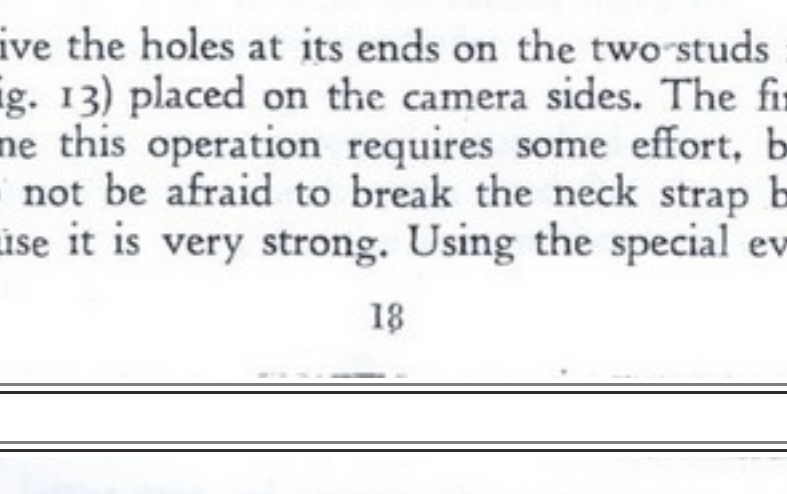 ive the holes at its ends on the two studs
ig. 13) placed on the camera sides. The fir
ne this operation requires some effort, b
not be afraid to break the neck strap b
use it is very strong. Using the special ev
18